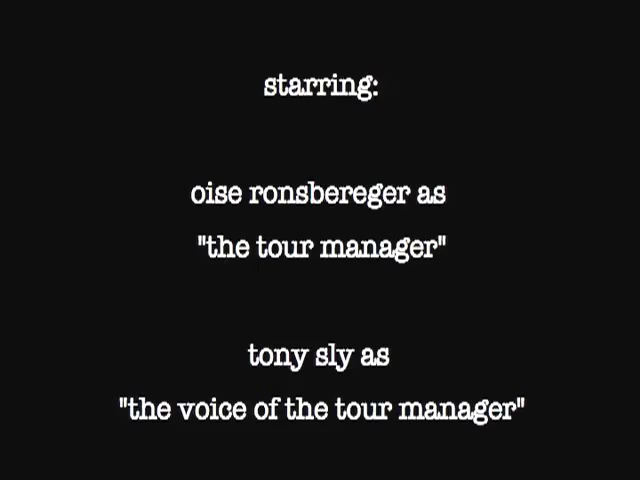 starring:
oise ronsbereger as
"the tour manager"
tony sly as
"the voice of the tour manager"